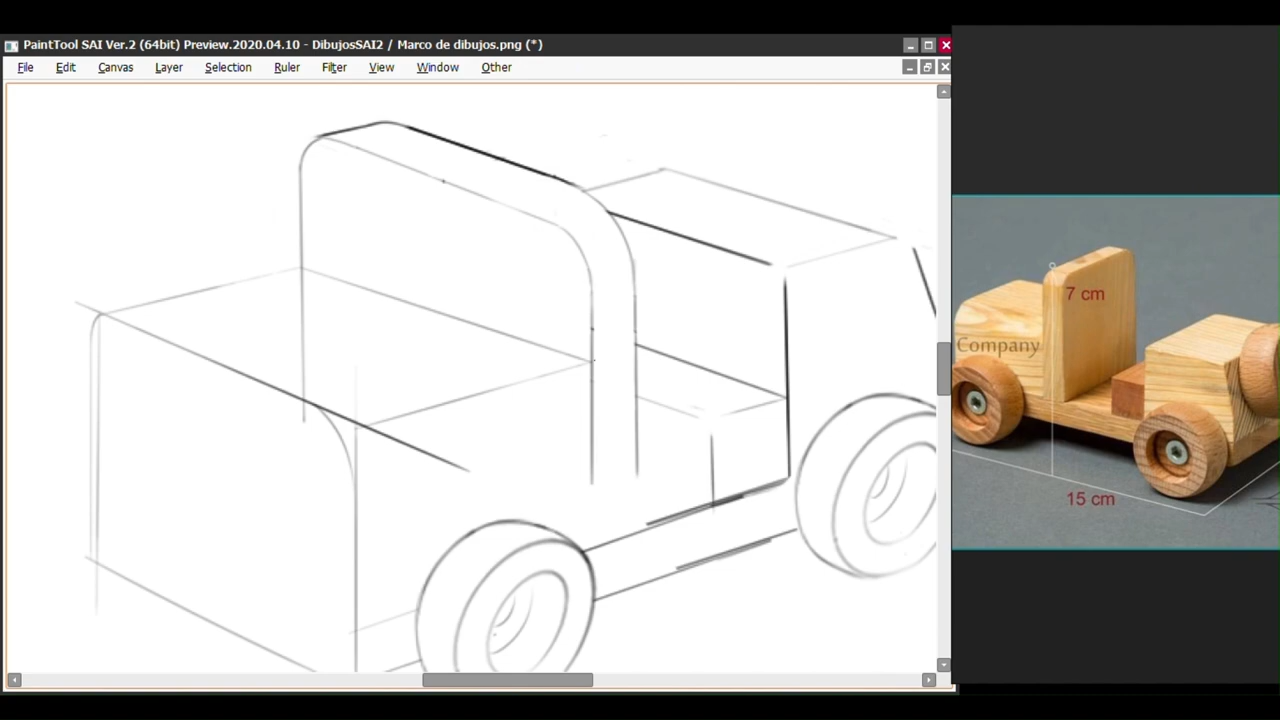 PaintTool SAI Ver.2 (64bit) Preview.2020.04.10 - DibujosSAI2 / Marco de dibujos.png (*)
File Edit Canvas Layer Selection Ruler Filter View Window Other
7 cm
Company
15 cm